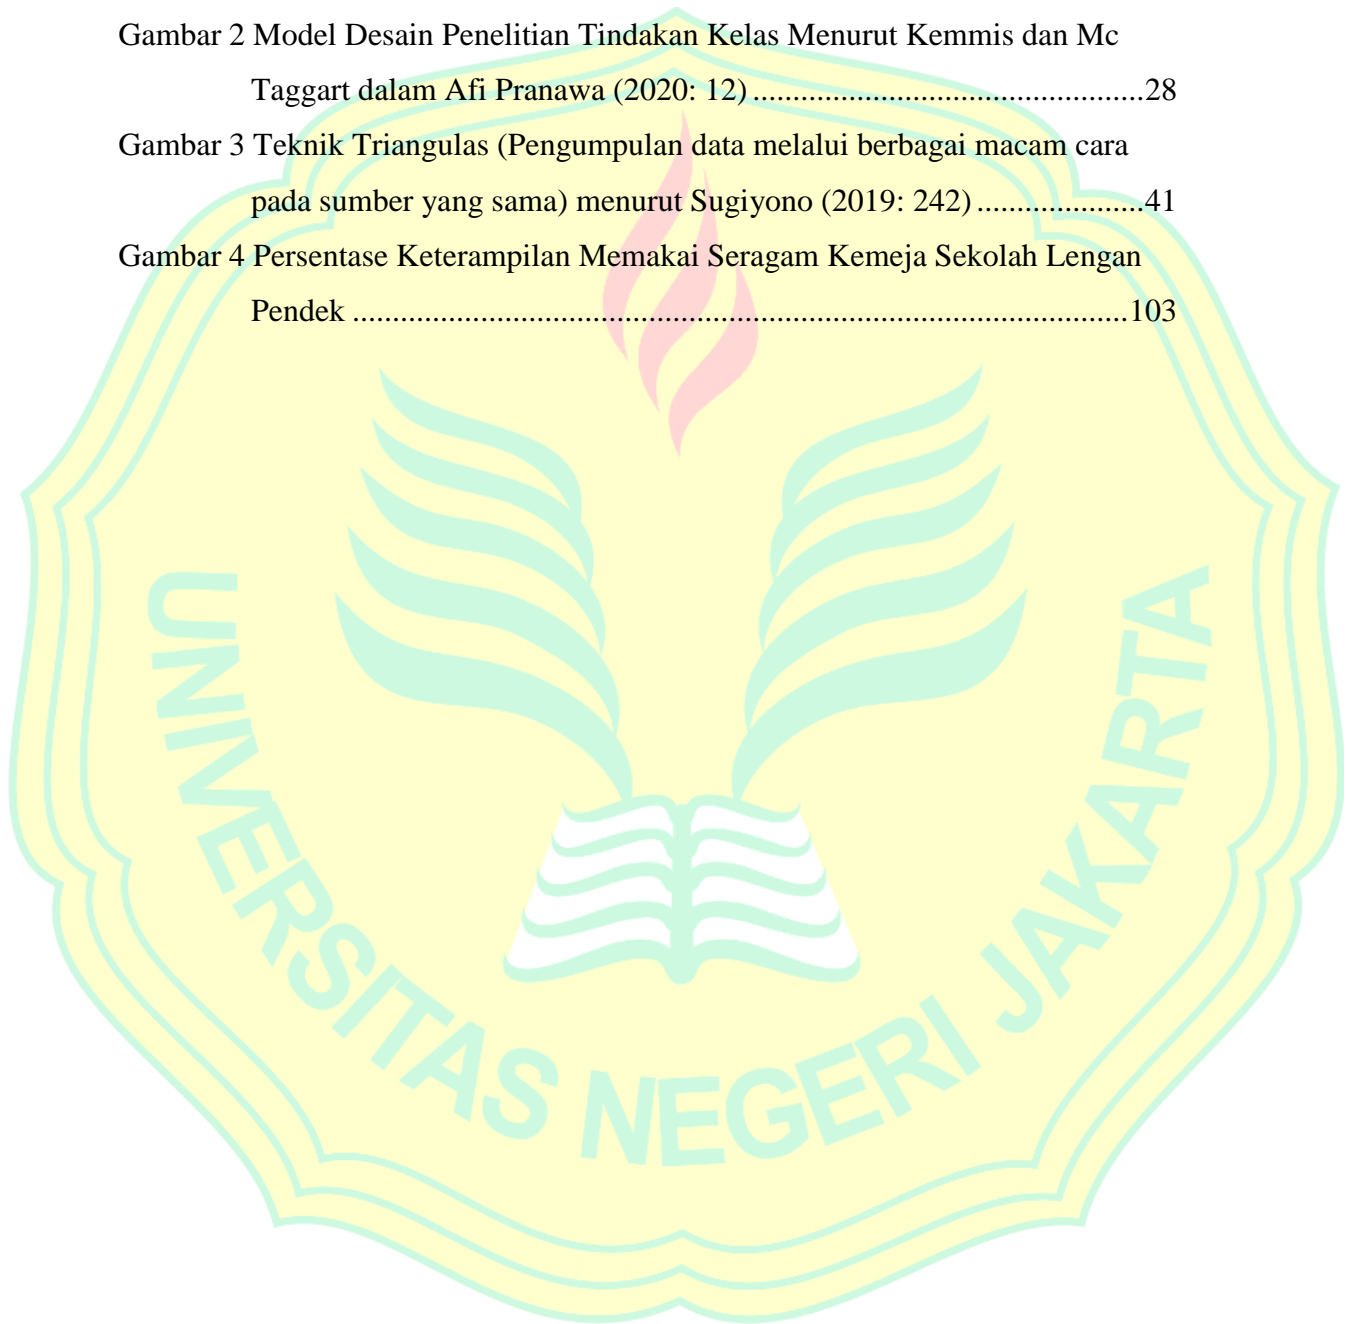 Gambar 2 Model Desain Penelitian Tindakan Kelas Menurut Kemmis dan Mc
Taggart dalam Afi Pranawa (2020: 12) .................................................28
Gambar 3 Teknik Triangulas (Pengumpulan data melalui berbagai macam cara
pada sumber yang sama) menurut Sugiyono (2019: 242) .....................41
Gambar 4 Persentase Keterampilan Memakai Seragam Kemeja Sekolah Lengan
Pendek .................................................................................................103
UNIVERSITAS NEGERI JAKARTA